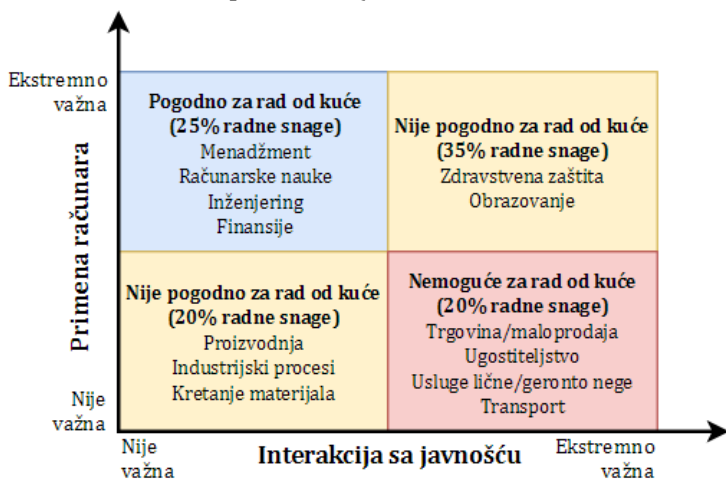 Primena računara
Ekstremno
važna
Nije
važna
Pogodno za rad od kuće
(25% radne snage)
Menadžment
Računarske nauke
Inženjering
Finansije
Nije pogodno za rad od kuće
(35% radne snage)
Zdravstvena zaštita
Obrazovanje
Nije pogodno za rad od kuće
(20% radne snage)
Proizvodnja
Industrijski procesi
Kretanje materijala
Nemoguće za rad od kuće
(20% radne snage)
Trgovina/maloprodaja
Ugostiteljstvo
Usluge lične/geronto nege
Transport
Nije
važna
Interakcija sa javnošću
Ekstremno
važna